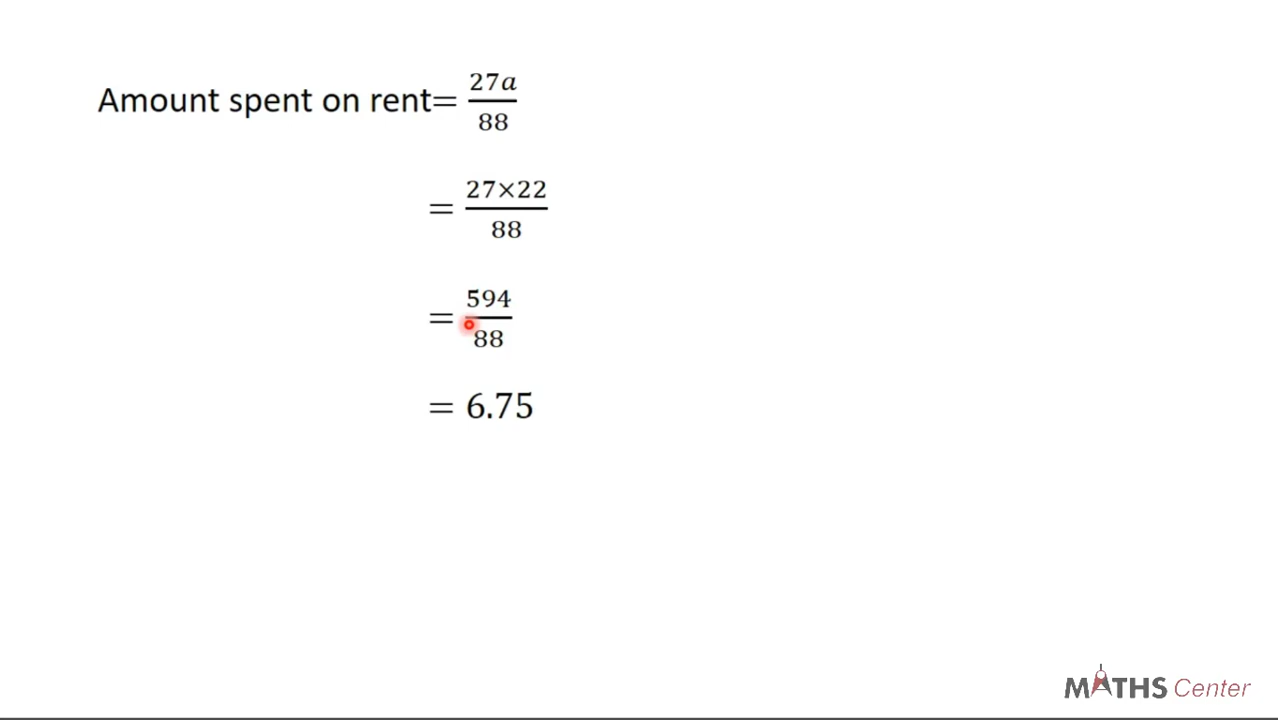 Amount spent on rent= 27a/88
= 27×22/88
= 594/88
= 6.75
MATHS Center